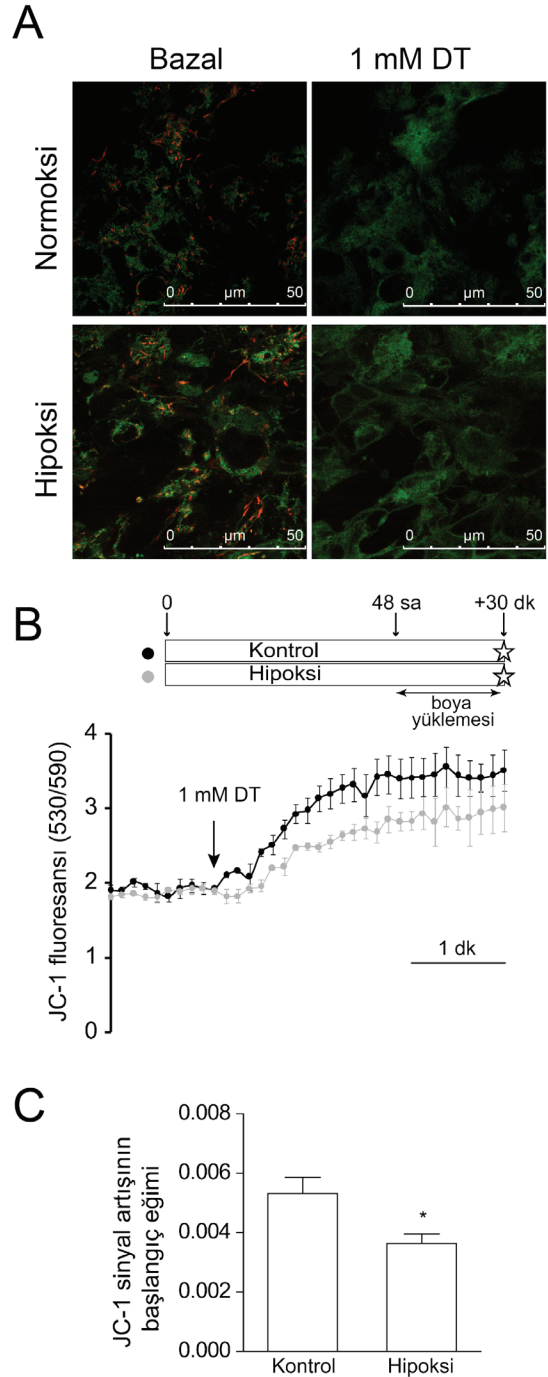 A
Bazal 1 mM DT
Normoksi
0 µm 50
0 µm 50
Hipoksi
0 µm 50
0 µm 50
B
0 48 sa +30 dk
Kontrol
Hipoksi
boya
yüklemesi
JC-1 fluoresansı (530/590)
4
3
2
1
0
1 mM DT
1 dk
C
JC-1 sinyal artışının
başlangıç eğimi
0.008
0.006
0.004
0.002
0.000
*
Kontrol Hipoksi